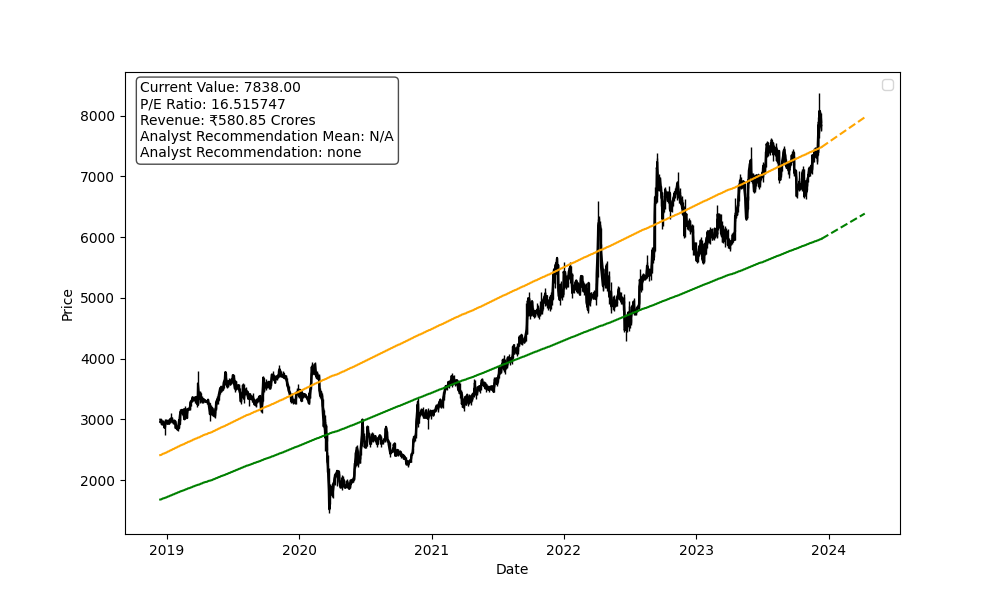 Current Value: 7838.00
P/E Ratio: 16.515747
Revenue: ₹580.85 Crores
Analyst Recommendation Mean: N/A
Analyst Recommendation: none
8000
7000
6000
5000
4000
3000
2000
Price
2019 2020 2021 2022 2023 2024
Date